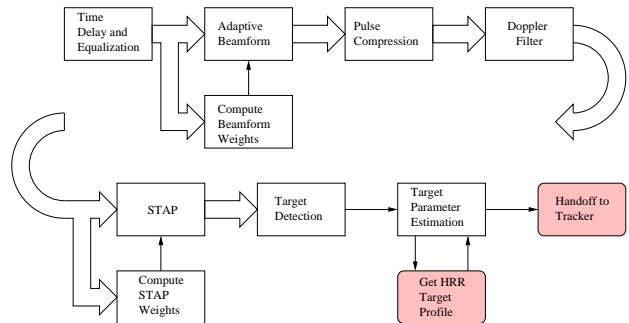 Time
Delay and
Equalization
Adaptive
Beamform
Pulse
Compression
Doppler
Filter
Compute
Beamform
Weights
STAP
Target
Detection
Target
Parameter
Estimation
Handoff to
Tracker
Compute
STAP
Weights
Get HRR
Target
Profile